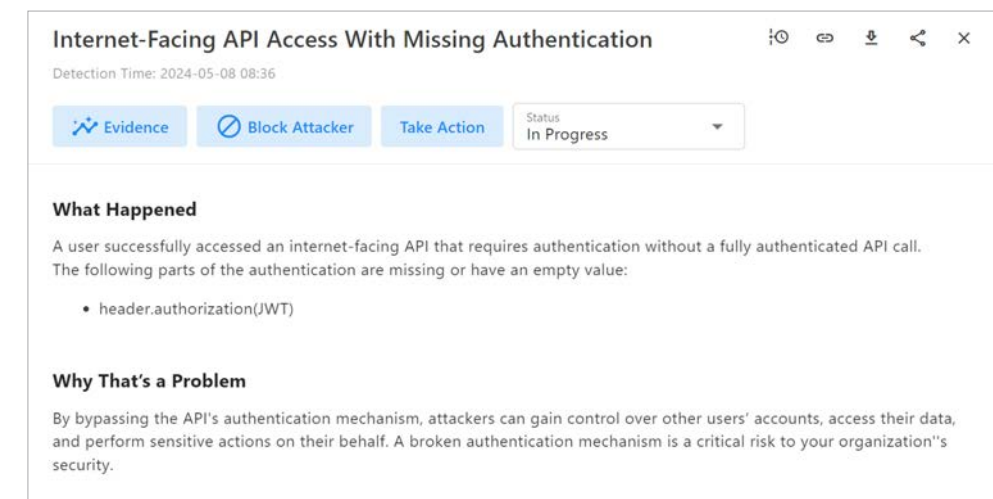 Internet-Facing API Access With Missing Authentication
Detection Time: 2024-05-08 08:36
Evidence
Block Attacker
Take Action
Status
In Progress
What Happened
A user successfully accessed an internet-facing API that requires authentication without a fully authenticated API call.
The following parts of the authentication are missing or have an empty value:
• header.authorization(JWT)
Why That's a Problem
By bypassing the API's authentication mechanism, attackers can gain control over other users' accounts, access their data,
and perform sensitive actions on their behalf. A broken authentication mechanism is a critical risk to your organization''s
security.